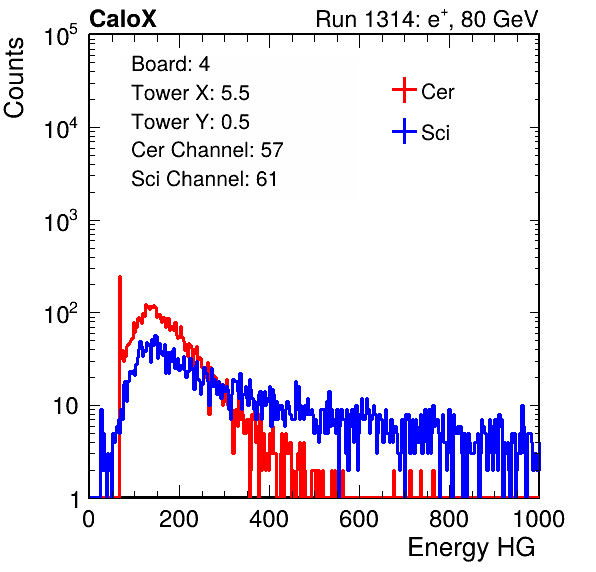 CaloX Run 1314: e⁺, 80 GeV
Counts
Board: 4
Tower X: 5.5
Tower Y: 0.5
Cer Channel: 57
Sci Channel: 61
Cer
Sci
10⁵
10⁴
10³
10²
10
1
0 200 400 600 800 1000
Energy HG